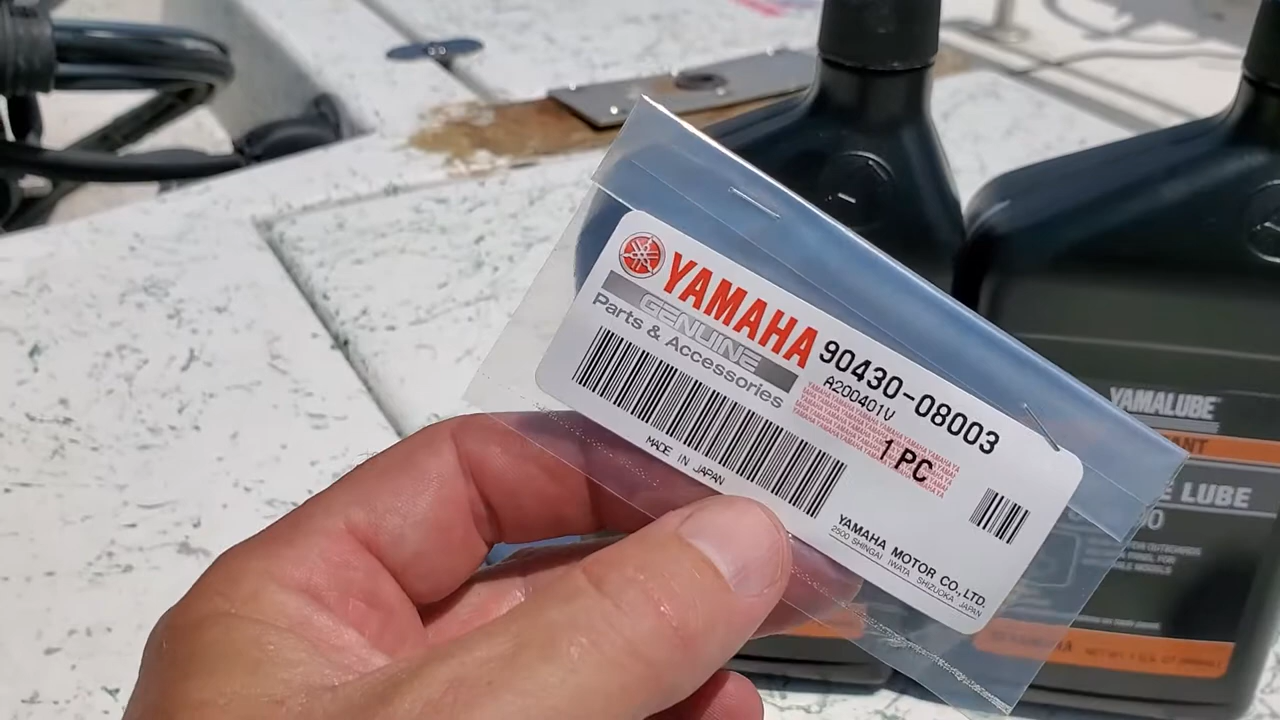 YAMAHA
GENUINE
Parts & Accessories
90430-08003
A200401V
1 PC
MADE IN JAPAN
YAMAHA MOTOR CO.,LTD.
2500 SHINGAI IWATA SHIZUOKA JAPAN
YAMALUBE
ANT
LUBE